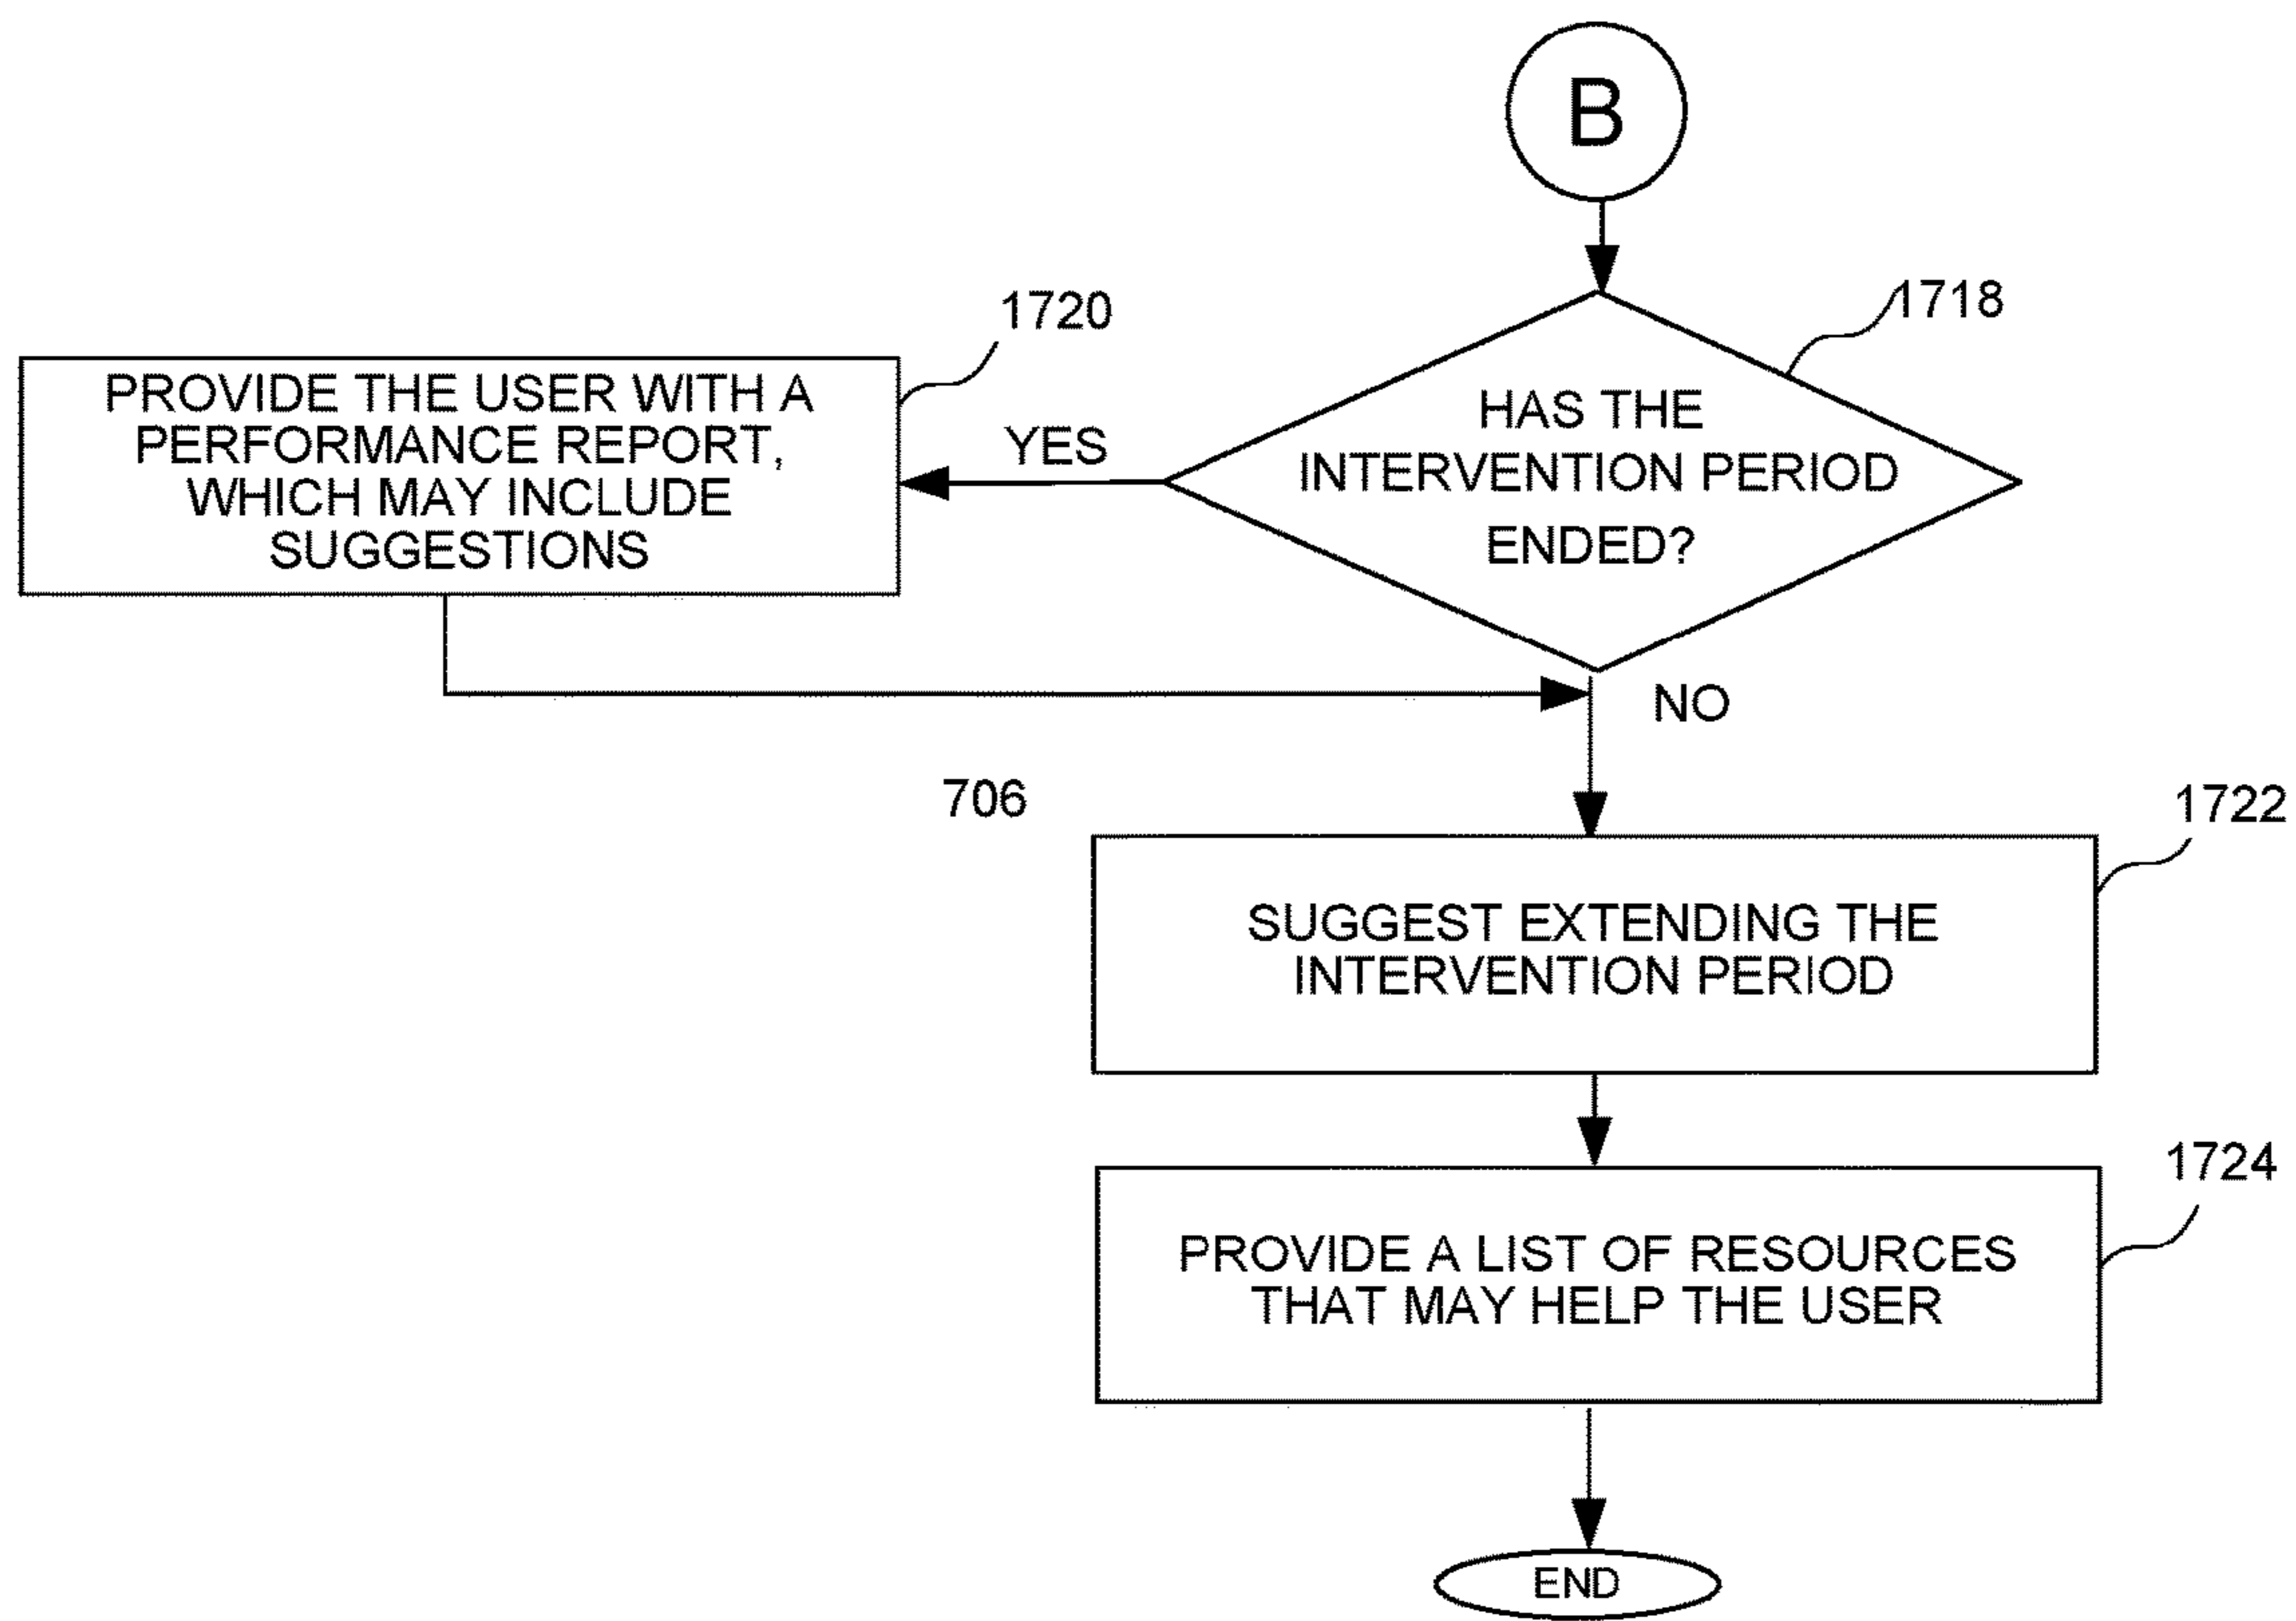 B
1718
HAS THE
INTERVENTION PERIOD
ENDED?
YES
1720
PROVIDE THE USER WITH A
PERFORMANCE REPORT,
WHICH MAY INCLUDE
SUGGESTIONS
NO
706
1722
SUGGEST EXTENDING THE
INTERVENTION PERIOD
1724
PROVIDE A LIST OF RESOURCES
THAT MAY HELP THE USER
END